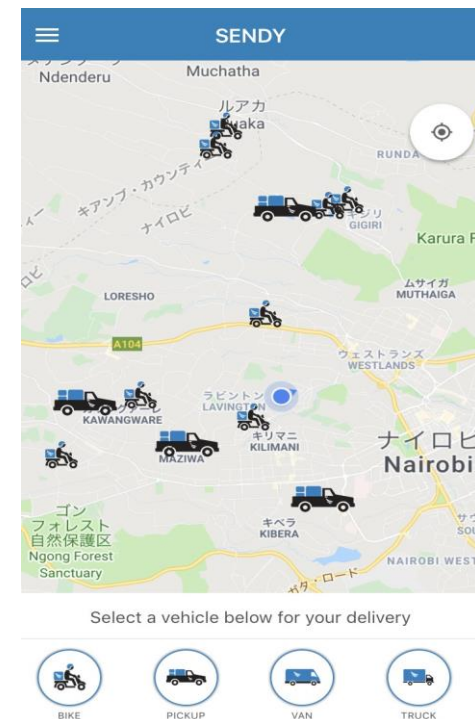 SENDY
Ndenderu
Muchatha
ルアカ
RUNDA
キアンブ・カウンティ
ナイロビ
GIGIRI
Karura F
LORESHO
ムサイガ
MUTHAIGA
A104
ウェストランズ
WESTLANDS
ラビントン
LAVINGTON
KAWANGWARE
キリマニ
KILIMANI
MAZIWA
ナイロビ
Nairobi
ゴン
フォレスト
自然保護区
Ngong Forest
Sanctuary
キベラ
KIBERA
NAIROBI WEST
Select a vehicle below for your delivery
BIKE
PICKUP
VAN
TRUCK